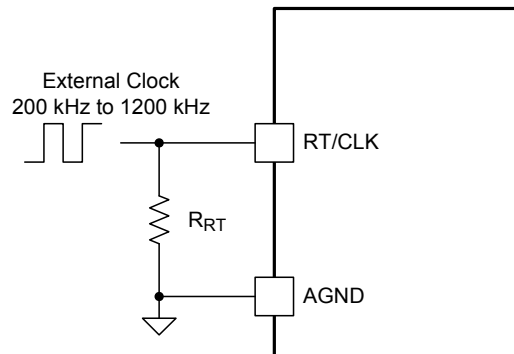 External Clock
200 kHz to 1200 kHz
RT/CLK
RRT
AGND